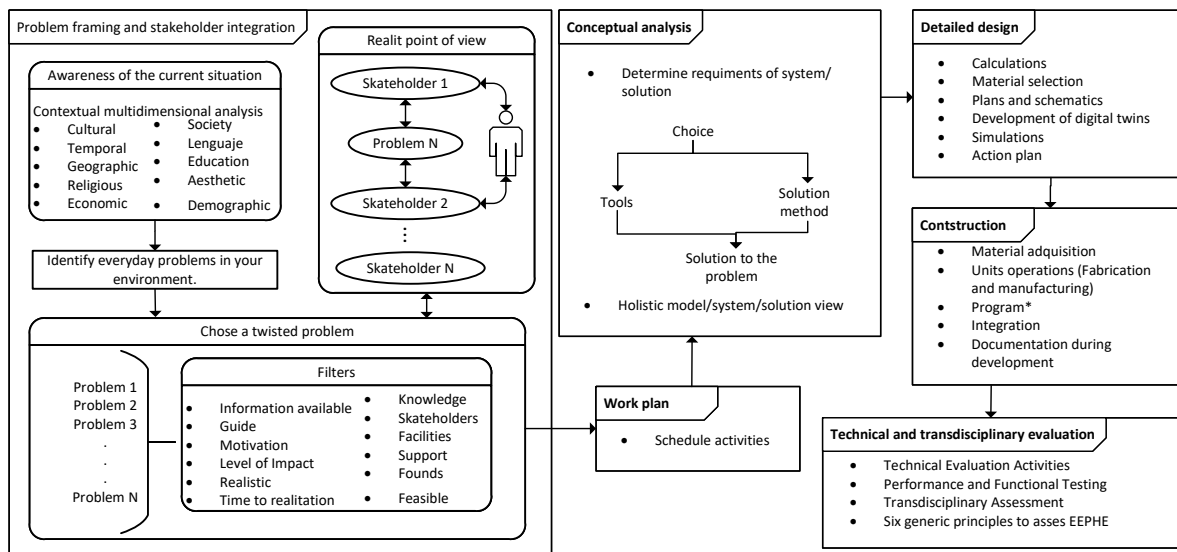 Problem framing and stakeholder integration
Awareness of the current situation
Contextual multidimensional analysis
• Cultural
• Temporal
• Geographic
• Religious
• Economic
• Society
• Lenguaje
• Education
• Aesthetic
• Demographic
Identify everyday problems in your
environment.
Realit point of view
Skateholder 1
Problem N
Skateholder 2
⋮
Skateholder N
Chose a twisted problem
Problem 1
Problem 2
Problem 3
.
.
.
Problem N
Filters
• Information available
• Guide
• Motivation
• Level of Impact
• Realistic
• Time to realitation
• Knowledge
• Skateholders
• Facilities
• Support
• Founds
• Feasible
Work plan
• Schedule activities
Conceptual analysis
• Determine requiments of system/
solution
Choice
Tools
Solution
method
Solution to the
problem
• Holistic model/system/solution view
Detailed design
• Calculations
• Material selection
• Plans and schematics
• Development of digital twins
• Simulations
• Action plan
Contstruction
• Material adquisition
• Units operations (Fabrication
and manufacturing)
• Program*
• Integration
• Documentation during
development
Technical and transdisciplinary evaluation
• Technical Evaluation Activities
• Performance and Functional Testing
• Transdisciplinary Assessment
• Six generic principles to asses EEPHE